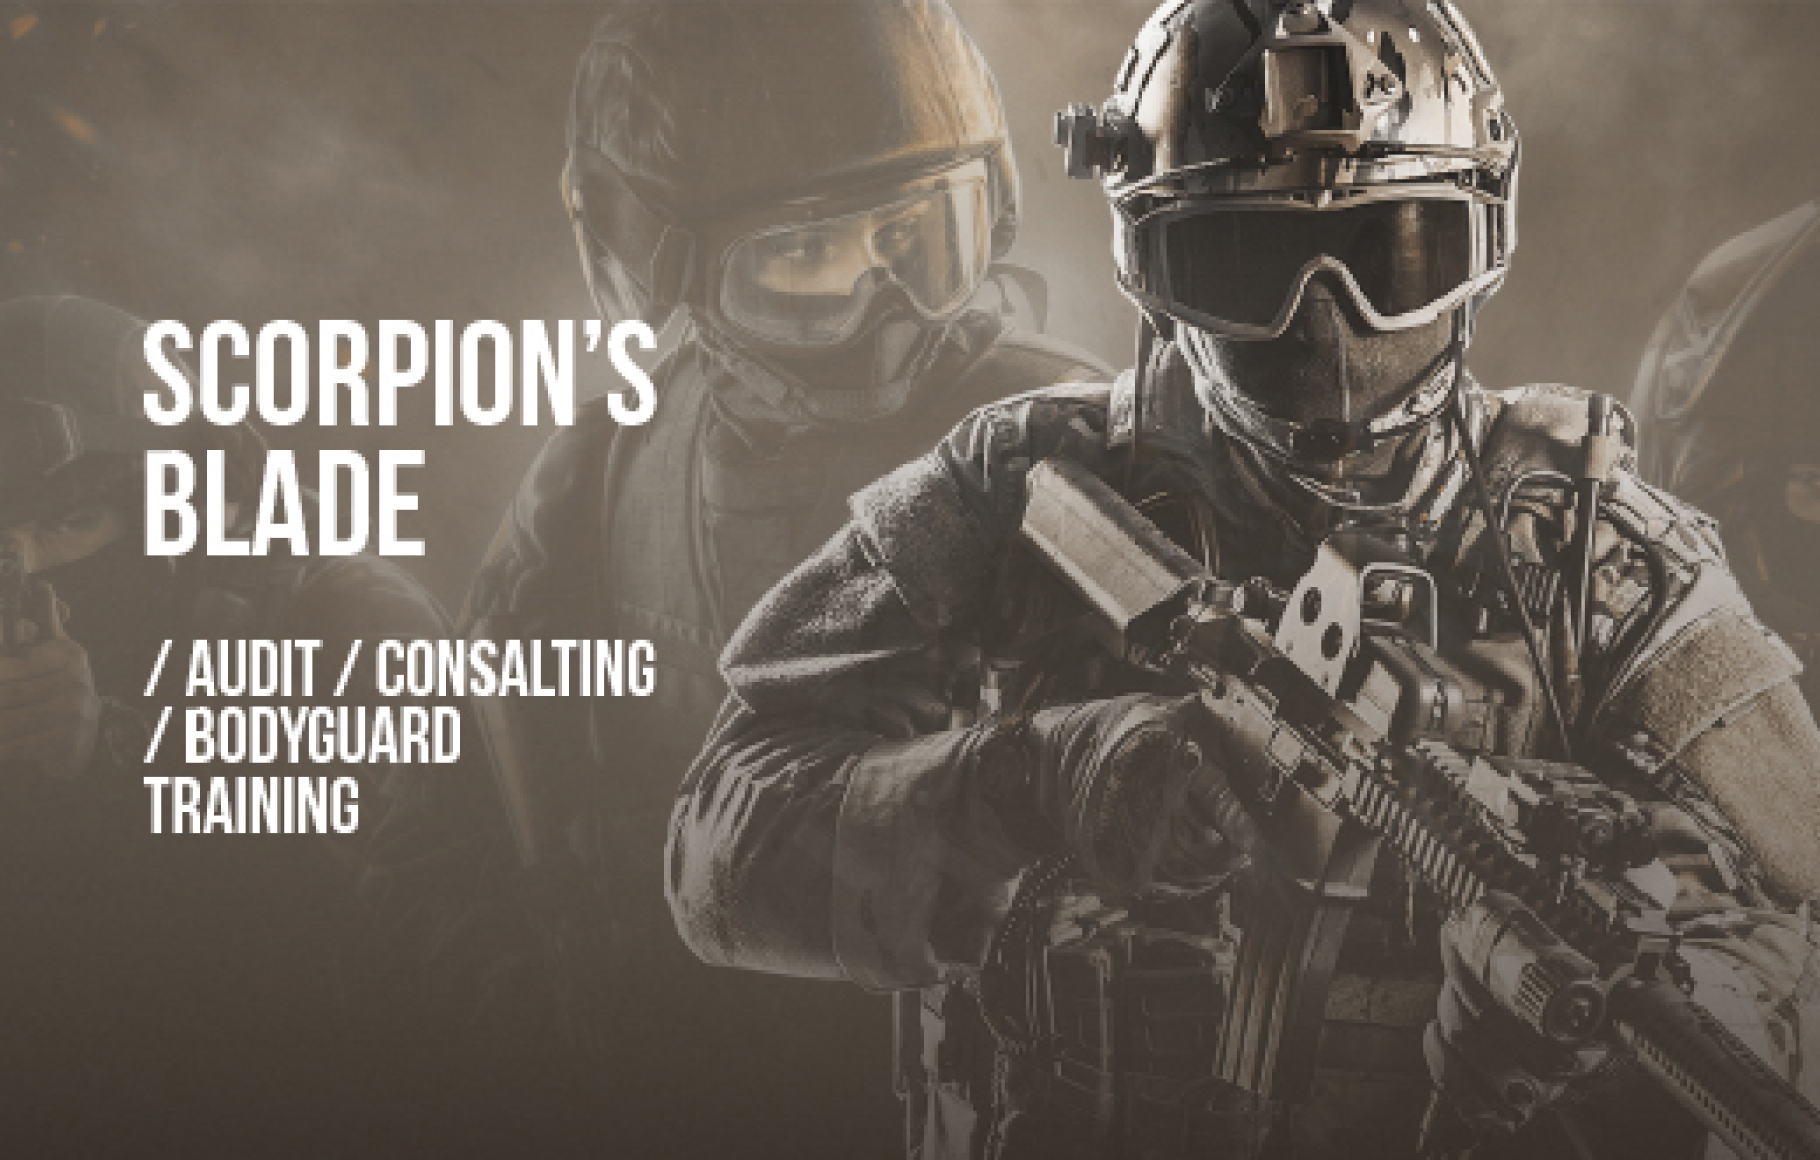 SCORPION’S
BLADE
/ AUDIT / CONSALTING
/ BODYGUARD
TRAINING